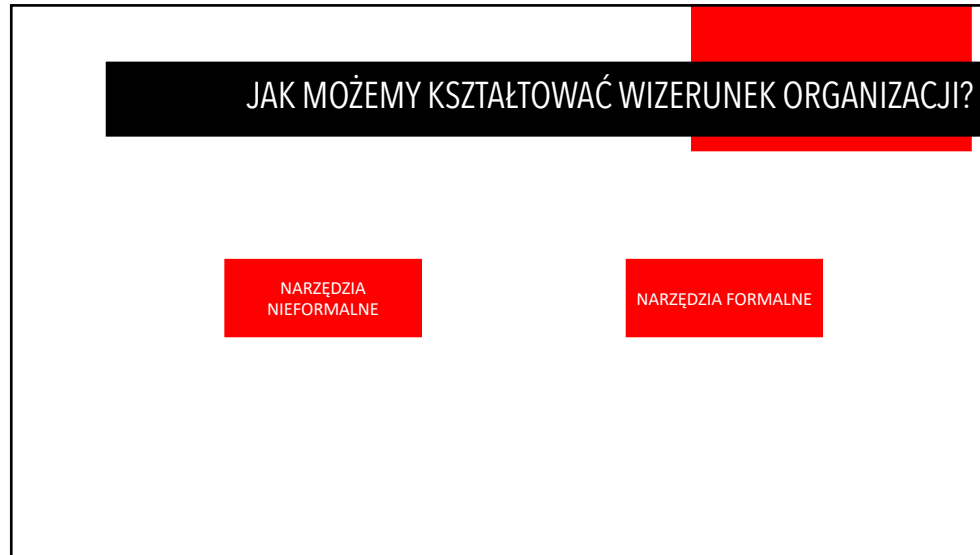 JAK MOŻEMY KSZTAŁTOWAĆ WIZERUNEK ORGANIZACJI?
NARZĘDZIA
NIEFORMALNE
NARZĘDZIA FORMALNE